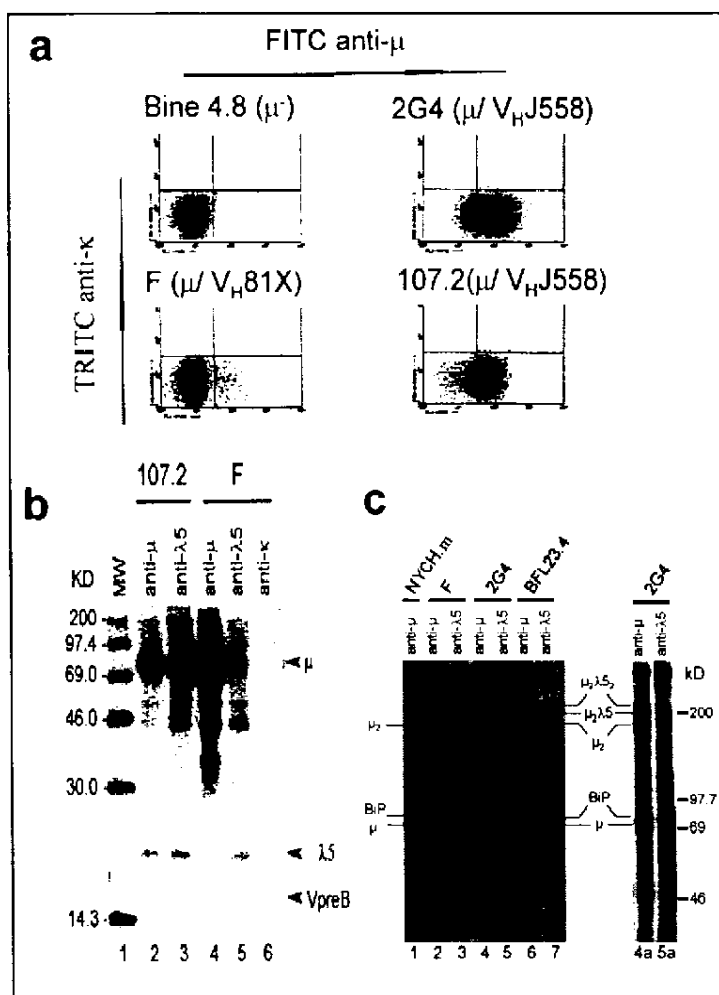 a
FITC anti-μ
Bine 4.8 (μ⁻)
2G4 (μ/ VHJ558)
TRITC anti-κ
F (μ/ VH81X)
107.2(μ/ VHJ558)
b
107.2
F
KD
MW
anti-μ
anti-λ5
anti-μ
anti-λ5
anti-κ
200
97.4
69.0
46.0
30.0
14.3
μ
λ5
VpreB
1 2 3 4 5 6
c
NYCH.m
F
2G4
BFL23.4
2G4
anti-μ
anti-μ
anti-λ5
anti-μ
anti-λ5
anti-μ
anti-λ5
anti-μ
anti-λ5
kD
μ₂
BiP
μ
μ₂λ5₂
μ₂λ5
μ₂
BiP
μ
200
97.7
69
46
1 2 3 4 5 6 7
4a 5a